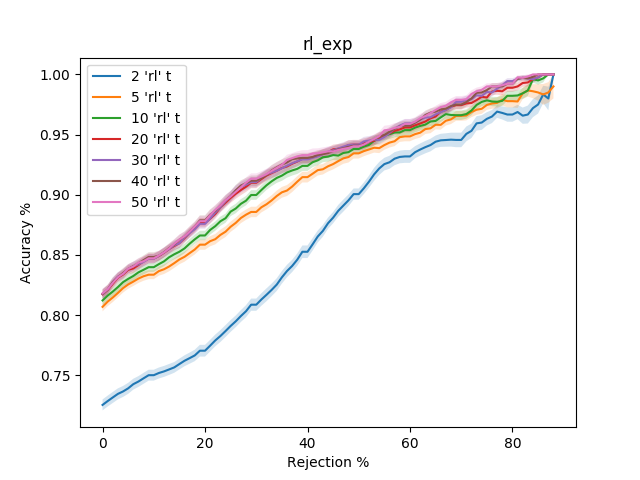 rl_exp
2 'rl' t
5 'rl' t
10 'rl' t
20 'rl' t
30 'rl' t
40 'rl' t
50 'rl' t
Accuracy %
1.00
0.95
0.90
0.85
0.80
0.75
0 20 40 60 80
Rejection %